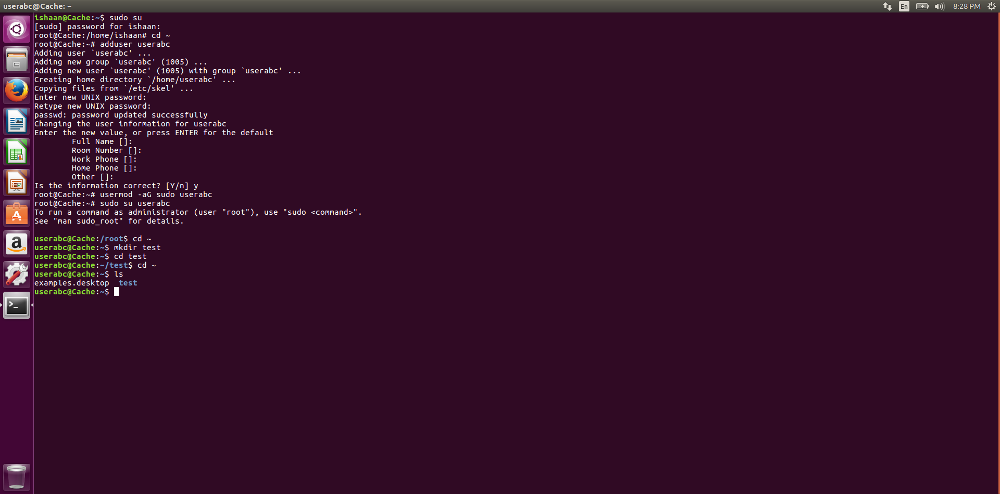 userabc@Cache: ~
En
8:28 PM
ishaan@Cache:~$ sudo su
[sudo] password for ishaan:
root@Cache:/home/ishaan# cd ~
root@Cache:~# adduser userabc
Adding user `userabc' ...
Adding new group `userabc' (1005) ...
Adding new user `userabc' (1005) with group `userabc' ...
Creating home directory `/home/userabc' ...
Copying files from `/etc/skel' ...
Enter new UNIX password:
Retype new UNIX password:
passwd: password updated successfully
Changing the user information for userabc
Enter the new value, or press ENTER for the default
Full Name []:
Room Number []:
Work Phone []:
Home Phone []:
Other []:
Is the information correct? [Y/n] y
root@Cache:~# usermod -aG sudo userabc
root@Cache:~# sudo su userabc
To run a command as administrator (user "root"), use "sudo <command>".
See "man sudo_root" for details.
userabc@Cache:/root$ cd ~
userabc@Cache:~$ mkdir test
userabc@Cache:~$ cd test
userabc@Cache:~/test$ cd ~
userabc@Cache:~$ ls
examples.desktop  test
userabc@Cache:~$